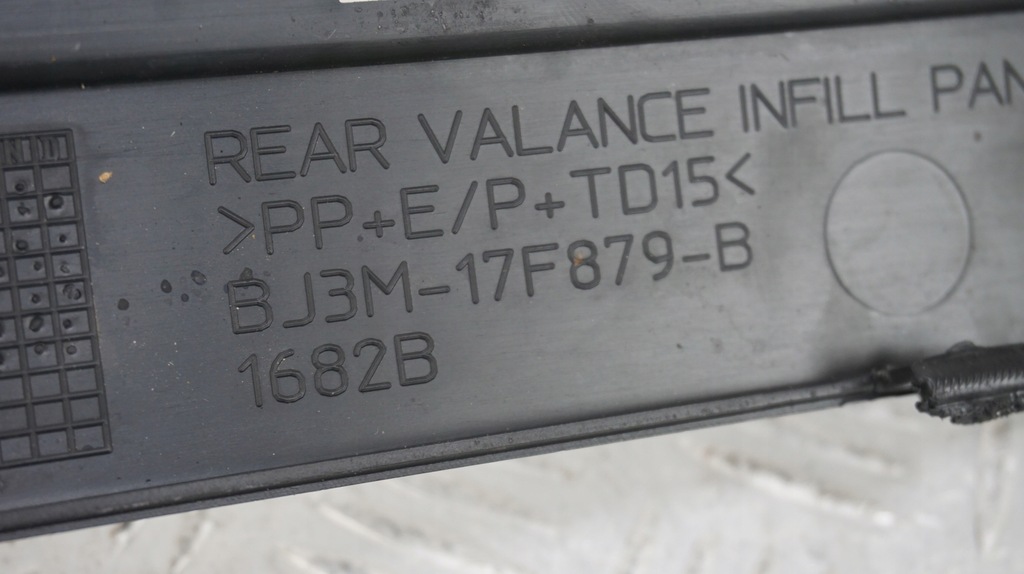 REAR VALANCE INFILL PAN
>PP+E/P+TD15<
BJ3M-17F879-B
1682B